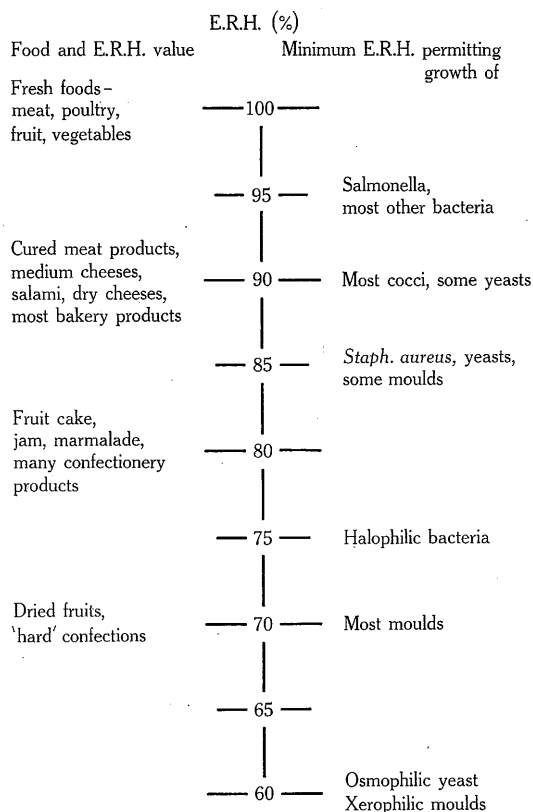 E.R.H. (%)
Food and E.R.H. value
Minimum E.R.H. permitting
growth of
Fresh foods –
meat, poultry,
fruit, vegetables
100
95
Salmonella,
most other bacteria
Cured meat products,
medium cheeses,
salami, dry cheeses,
most bakery products
90
Most cocci, some yeasts
85
Staph. aureus, yeasts,
some moulds
Fruit cake,
jam, marmalade,
many confectionery
products
80
75
Halophilic bacteria
Dried fruits,
'hard' confections
70
Most moulds
65
60
Osmophilic yeast
Xerophilic moulds